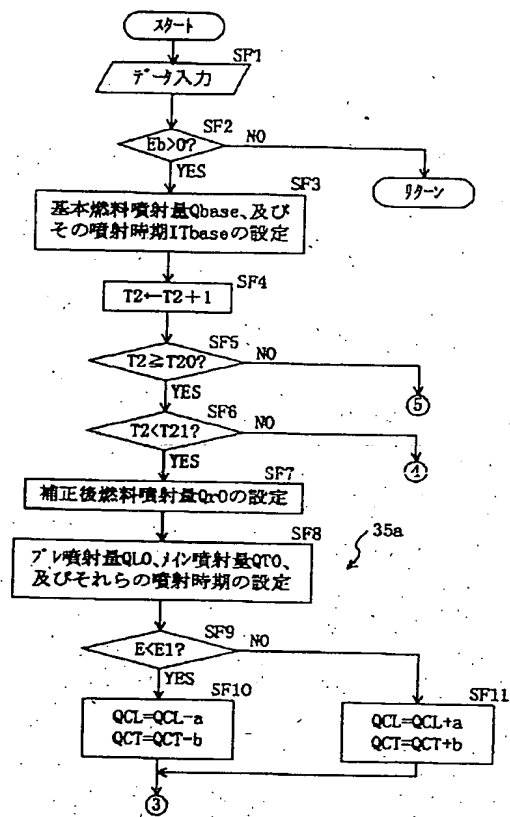 スタート
SF1
データ入力
SF2
Eb>0?
NO
YES
リターン
SF3
基本燃料噴射量Qbase、及び
その噴射時期ITbaseの設定
SF4
T2←T2+1
SF5
T2≧T20?
NO
YES
⑤
SF6
T2<T21?
NO
YES
④
SF7
補正後燃料噴射量Qr0の設定
SF8
プレ噴射量QL0、メイン噴射量QT0、
及びそれらの噴射時期の設定
35a
SF9
E<E1?
NO
YES
SF10
QCL=QCL-a
QCT=QCT-b
SF11
QCL=QCL+a
QCT=QCT+b
③